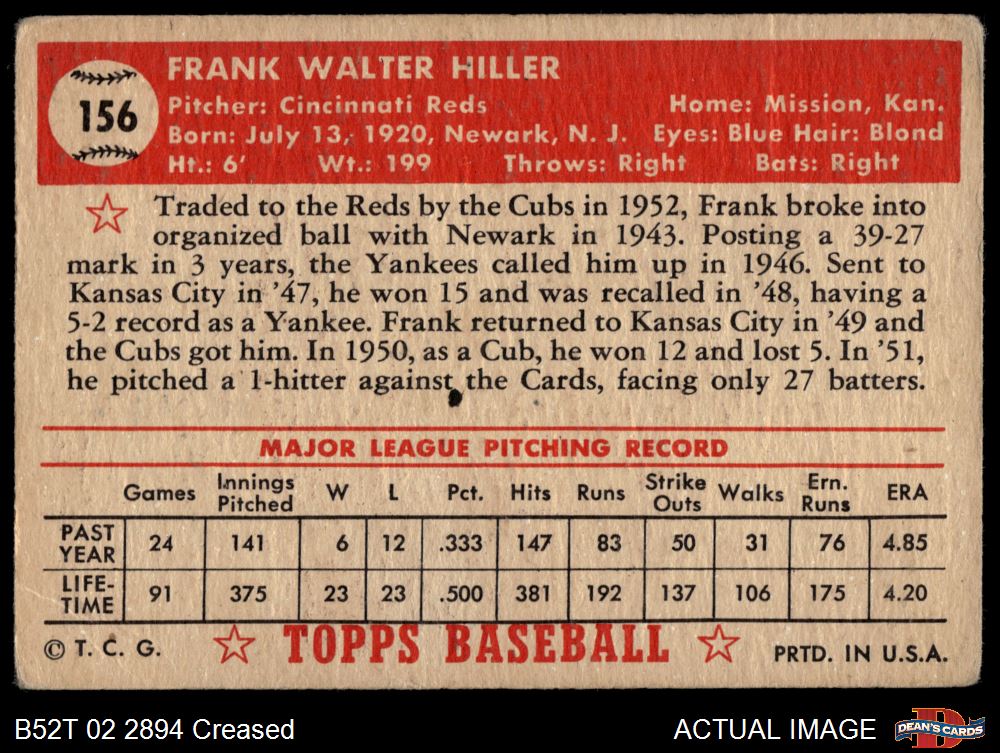 156
FRANK WALTER HILLER
Pitcher: Cincinnati Reds Home: Mission, Kan.
Born: July 13, 1920, Newark, N. J. Eyes: Blue Hair: Blond
Ht.: 6' Wt.: 199 Throws: Right Bats: Right
Traded to the Reds by the Cubs in 1952, Frank broke into
organized ball with Newark in 1943. Posting a 39-27
mark in 3 years, the Yankees called him up in 1946. Sent to
Kansas City in '47, he won 15 and was recalled in '48, having a
5-2 record as a Yankee. Frank returned to Kansas City in '49 and
the Cubs got him. In 1950, as a Cub, he won 12 and lost 5. In '51,
he pitched a 1-hitter against the Cards, facing only 27 batters.
MAJOR LEAGUE PITCHING RECORD
Games Innings Pitched W L Pct. Hits Runs Strike Outs Walks Ern. Runs ERA
PAST YEAR 24 141 6 12 .333 147 83 50 31 76 4.85
LIFE-TIME 91 375 23 23 .500 381 192 137 106 175 4.20
© T. C. G. TOPPS BASEBALL PRTD. IN U.S.A.
B52T 02 2894 Creased ACTUAL IMAGE D DEAN'S CARDS